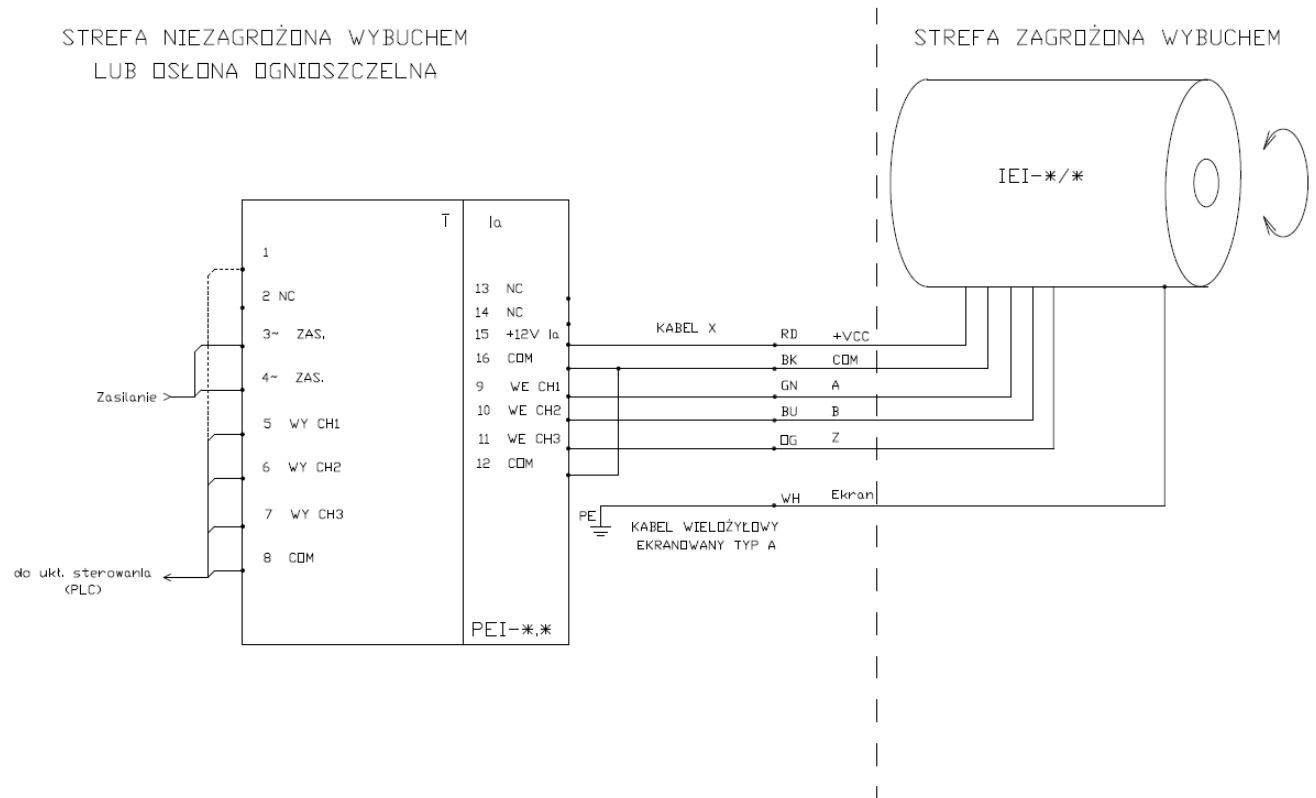 STREFA NIEZAGROŻONA WYBUCHEM
LUB OSŁONA OGNIOSZCZELNA
STREFA ZAGROŻONA WYBUCHEM
IEI-*/*
I
Ia
1
2 NC
3~ ZAS.
4~ ZAS.
5 WY CH1
6 WY CH2
7 WY CH3
8 COM
13 NC
14 NC
15 +12V Ia
16 COM
9 WE CH1
10 WE CH2
11 WE CH3
12 COM
PEI-*.*
Zasilanie
do ukł. sterowania
(PLC)
KABEL X
RD +VCC
BK COM
GN A
BU B
OG Z
WH Ekran
PE
KABEL WIELOŻYŁOWY
EKRANOWANY TYP A